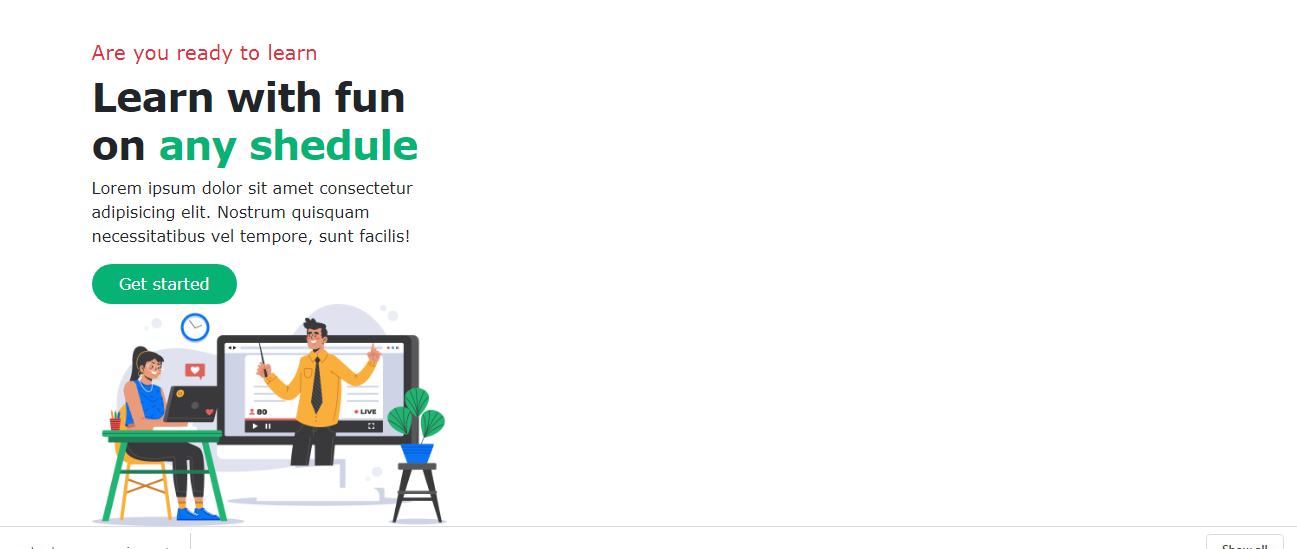 Are you ready to learn
Learn with fun
on any shedule
Lorem ipsum dolor sit amet consectetur
adipisicing elit. Nostrum quisquam
necessitatibus vel tempore, sunt facilis!
Get started
80
LIVE
Show all